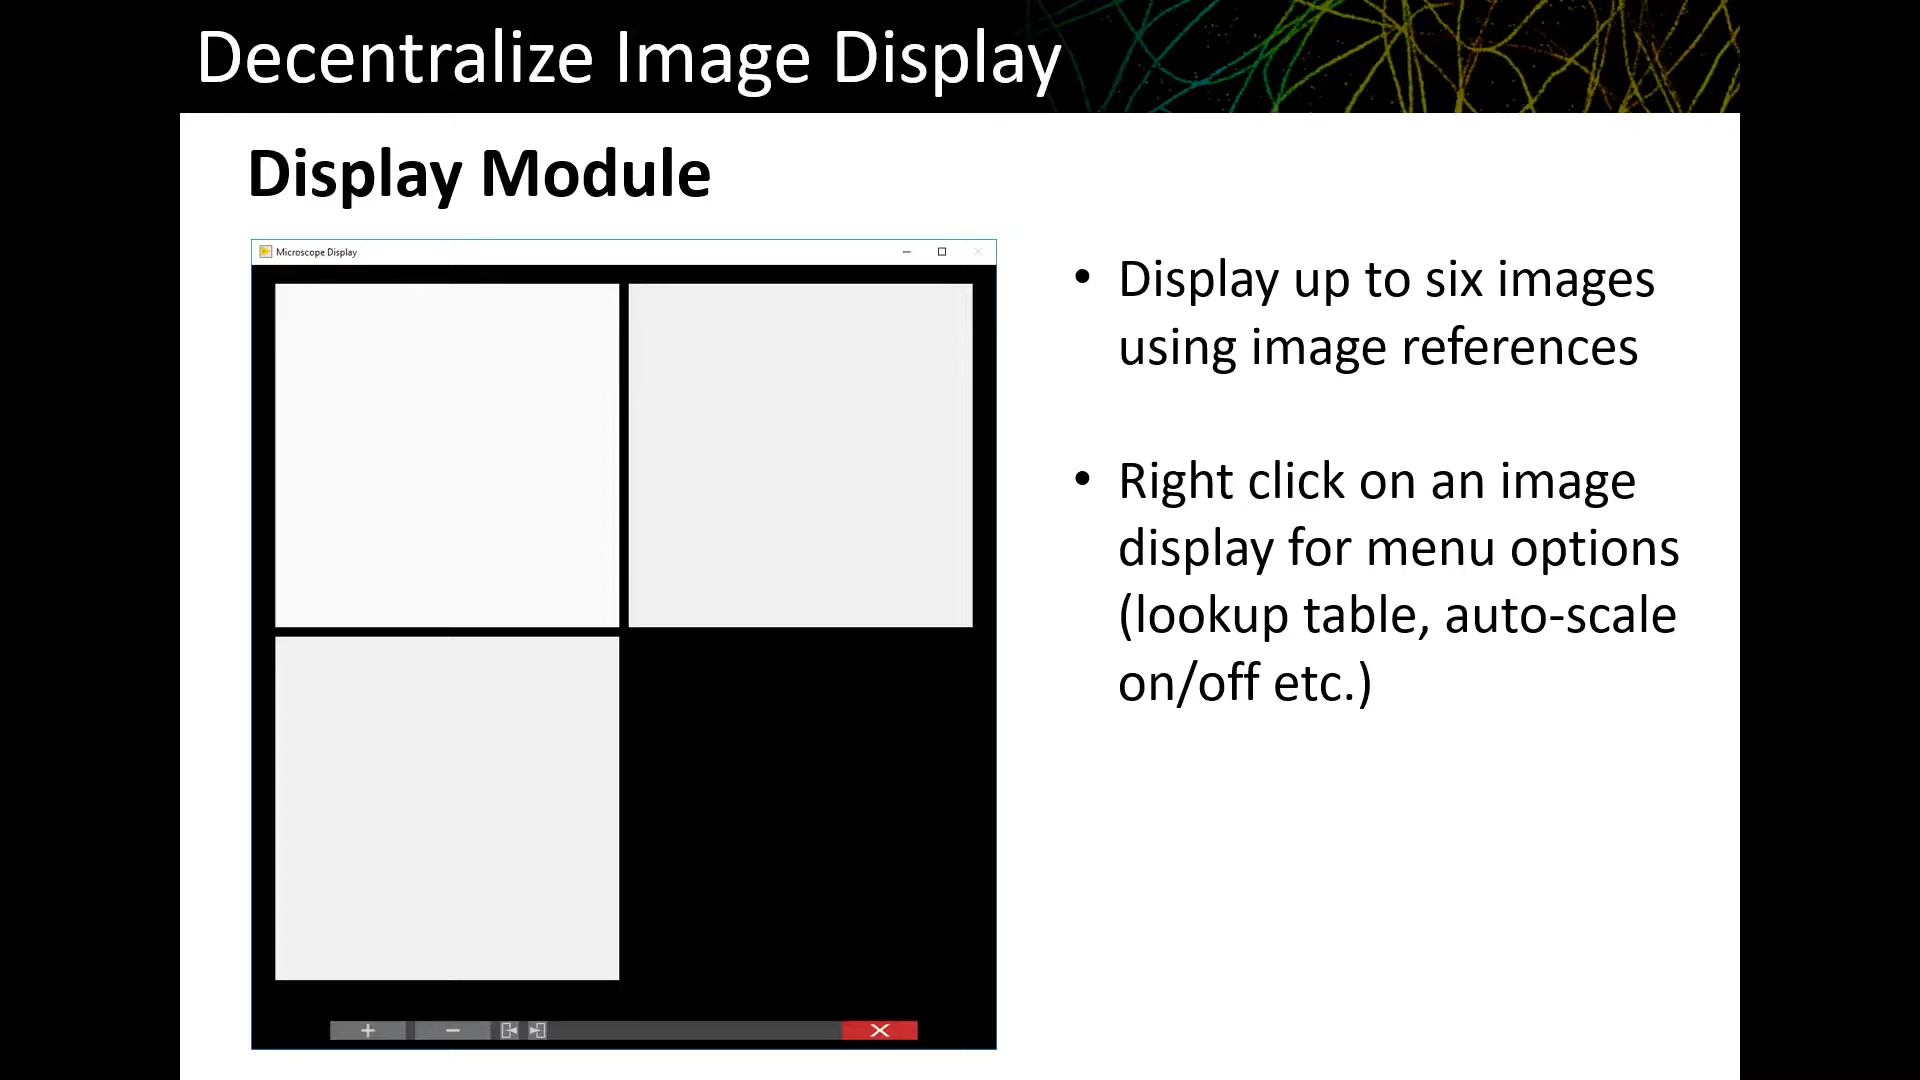 Decentralize Image Display
Display Module
Microscope Display
• Display up to six images
using image references
• Right click on an image
display for menu options
(lookup table, auto-scale
on/off etc.)